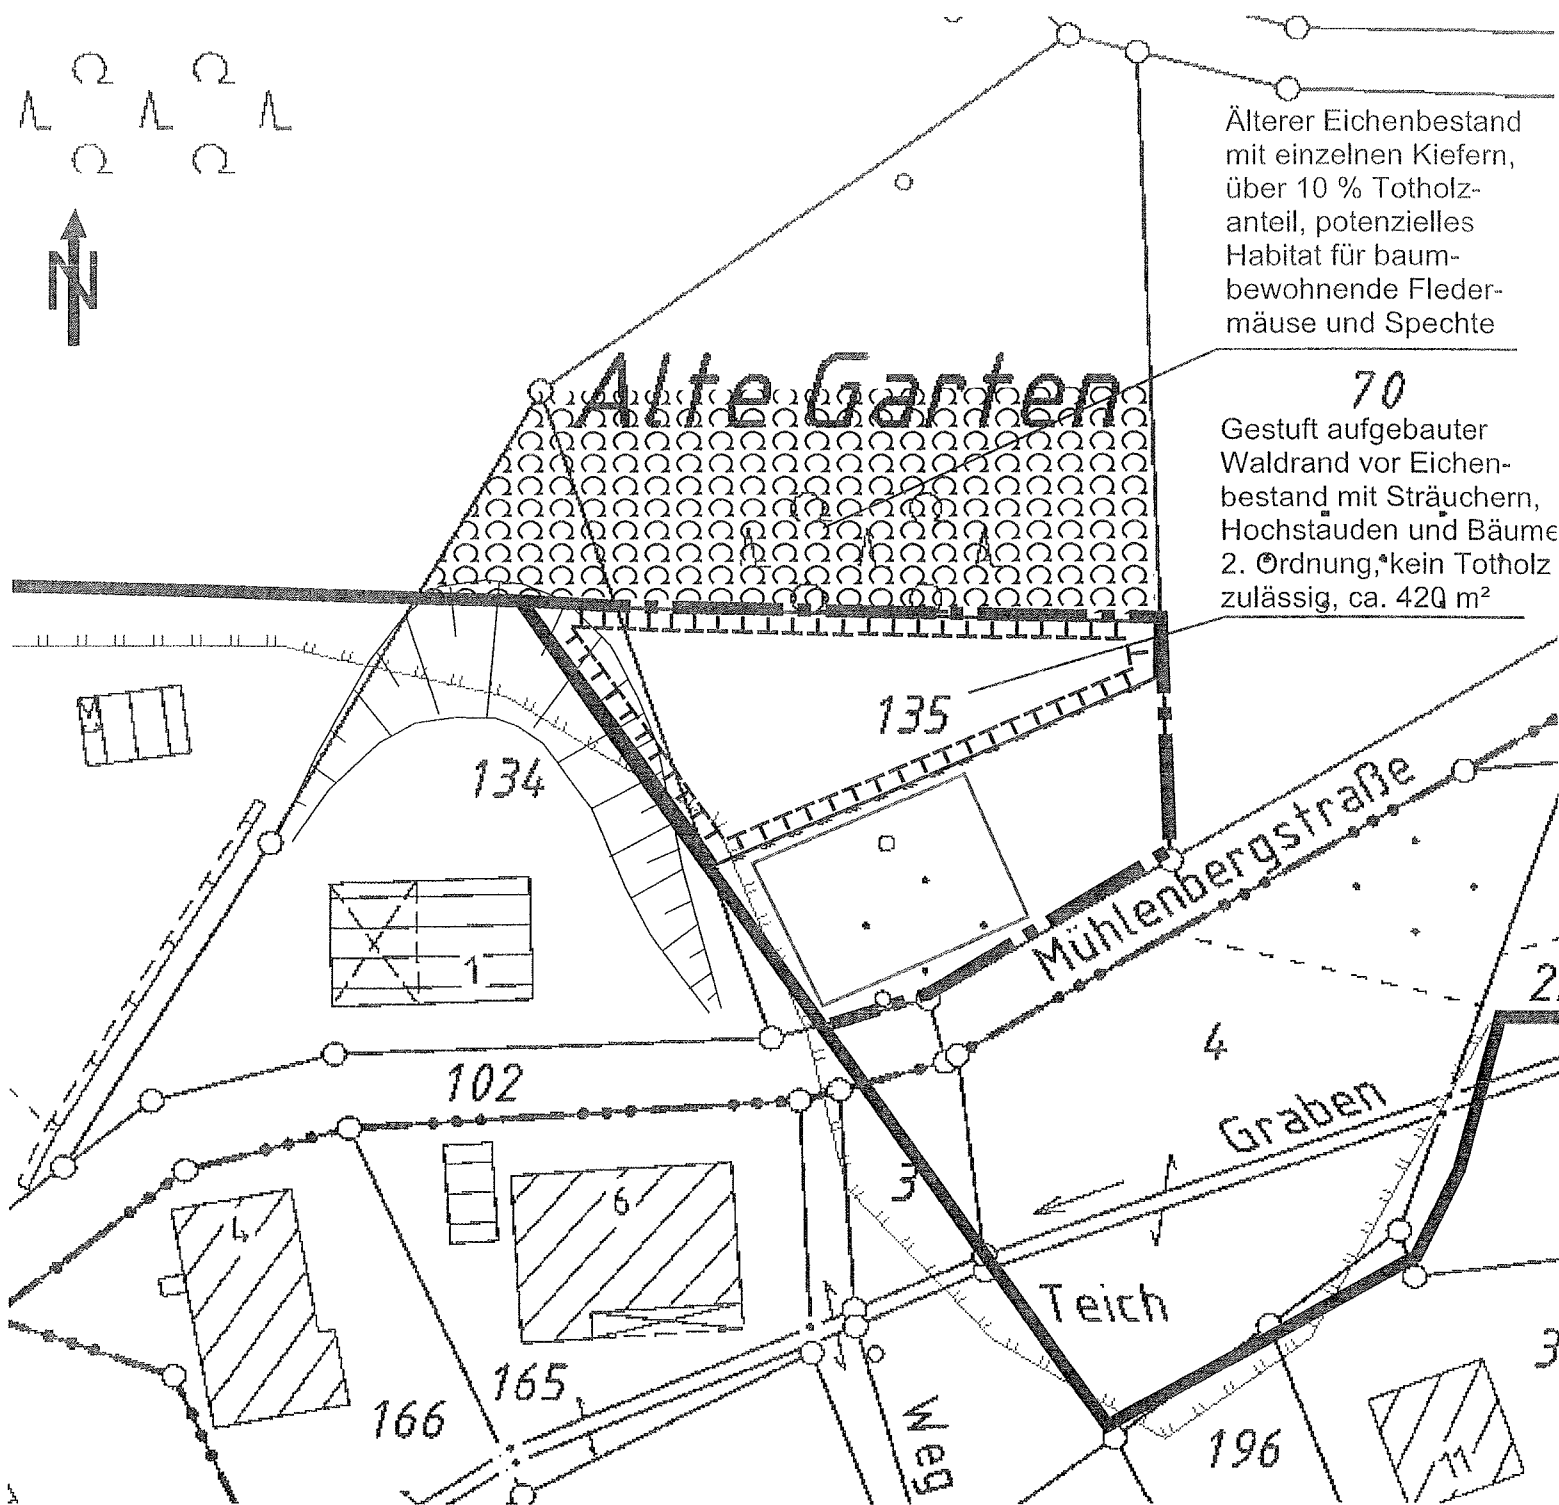 Älterer Eichenbestand
mit einzelnen Kiefern,
über 10 % Totholz-
anteil, potenzielles
Habitat für baum-
bewohnende Fleder-
mäuse und Spechte
N
Alte Garten
70
Gestuft aufgebauter
Waldrand vor Eichen-
bestand mit Sträuchern,
Hochstauden und Bäume
2. Ordnung, kein Totholz
zulässig, ca. 420 m²
135
134
Mühlenbergstraße
1
102
4
Graben
3
6
4
Teich
165
166
Weg
196
11